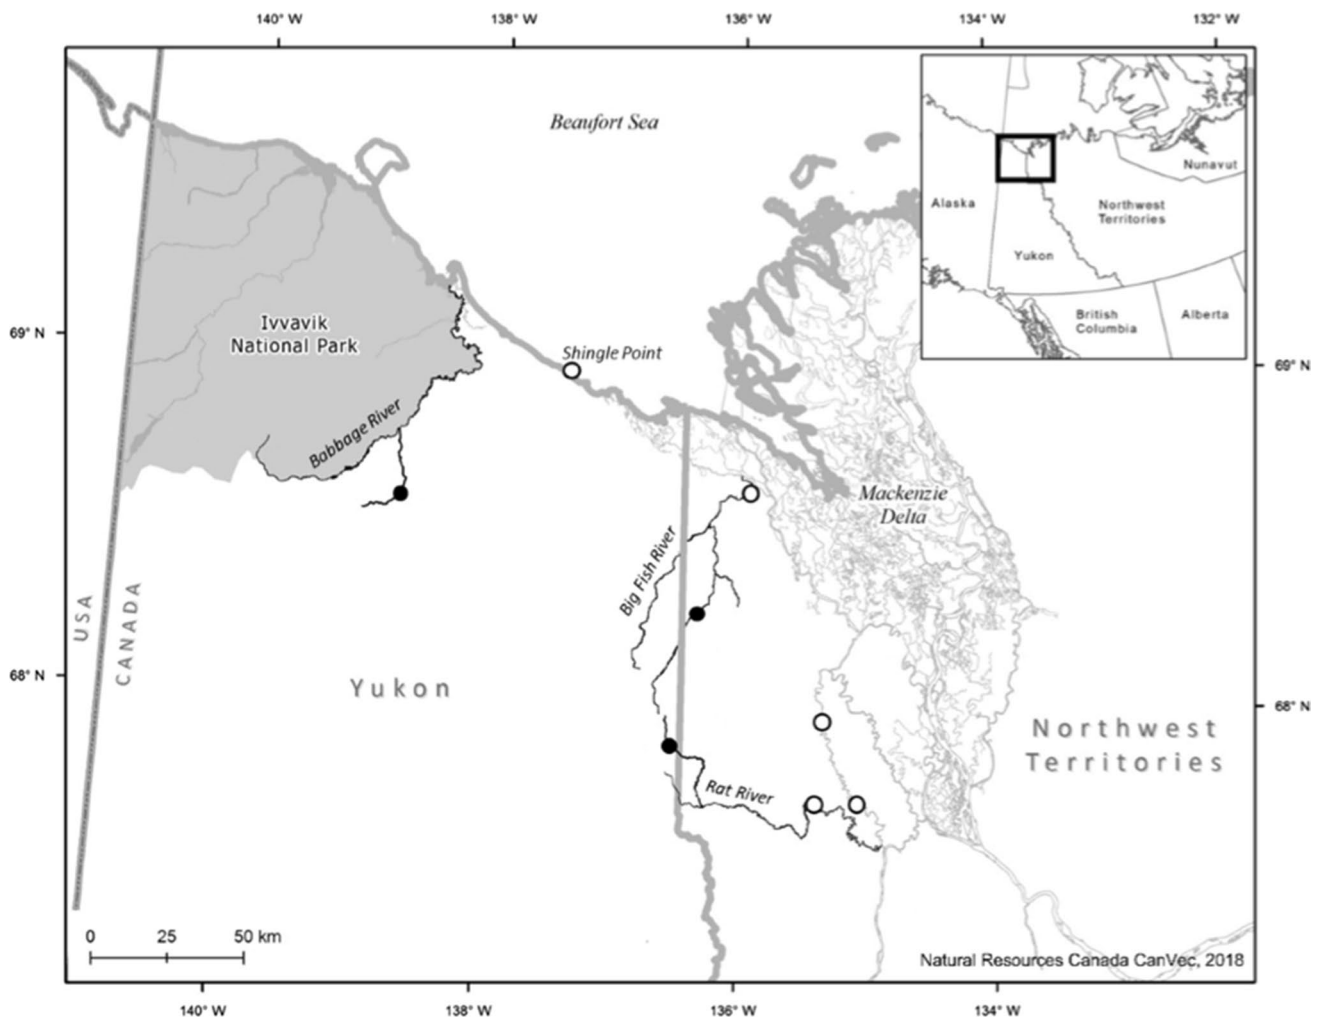 140° W 138° W 136° W 134° W 132° W
Beaufort Sea
Nunavut
Alaska
Northwest
Territories
Yukon
British
Columbia
Alberta
69° N
Ivvavik
National Park
Shingle Point
69° N
Babbage River
Mackenzie
Delta
Big Fish River
USA
CANADA
68° N
Yukon
68° N
Northwest
Territories
Rat River
0 25 50 km
Natural Resources Canada CanVec, 2018
140° W 138° W 136° W 134° W